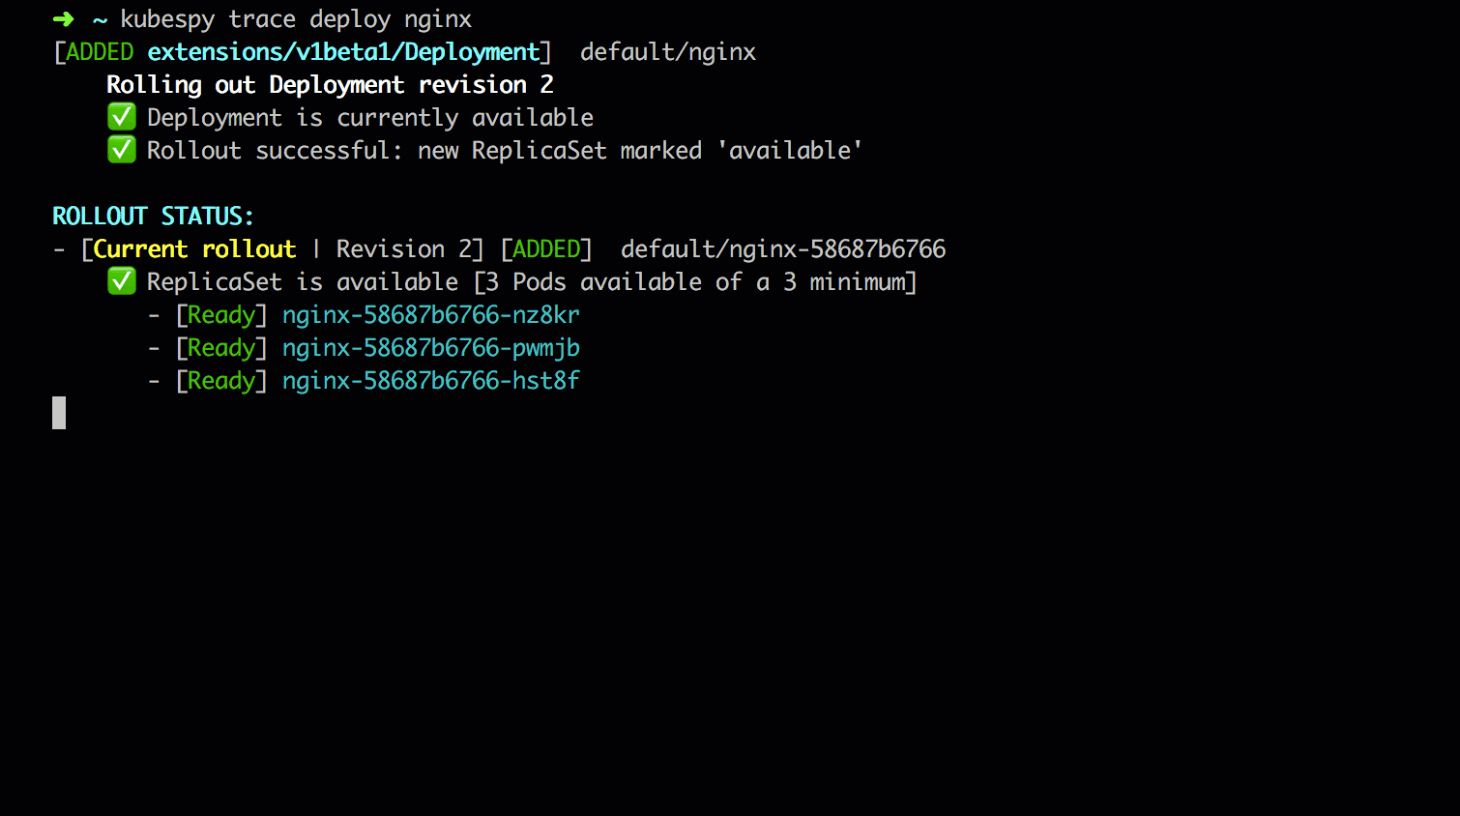 ➜ ~ kubespy trace deploy nginx
[ADDED extensions/v1beta1/Deployment] default/nginx
Rolling out Deployment revision 2
✅ Deployment is currently available
✅ Rollout successful: new ReplicaSet marked 'available'
ROLLOUT STATUS:
- [Current rollout | Revision 2] [ADDED] default/nginx-58687b6766
✅ ReplicaSet is available [3 Pods available of a 3 minimum]
- [Ready] nginx-58687b6766-nz8kr
- [Ready] nginx-58687b6766-pwmjb
- [Ready] nginx-58687b6766-hst8f